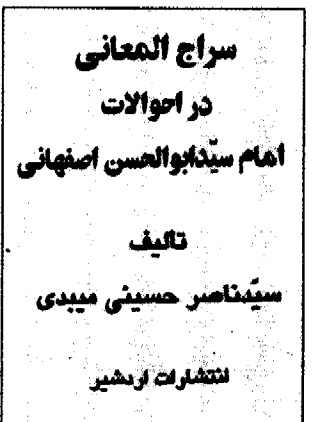 سراج المعانی
در احوالات
امام سیّدابوالحسن اصفهانی
تالیف
سیّدناصر حسینی میبدی
انتشارات اردشیر